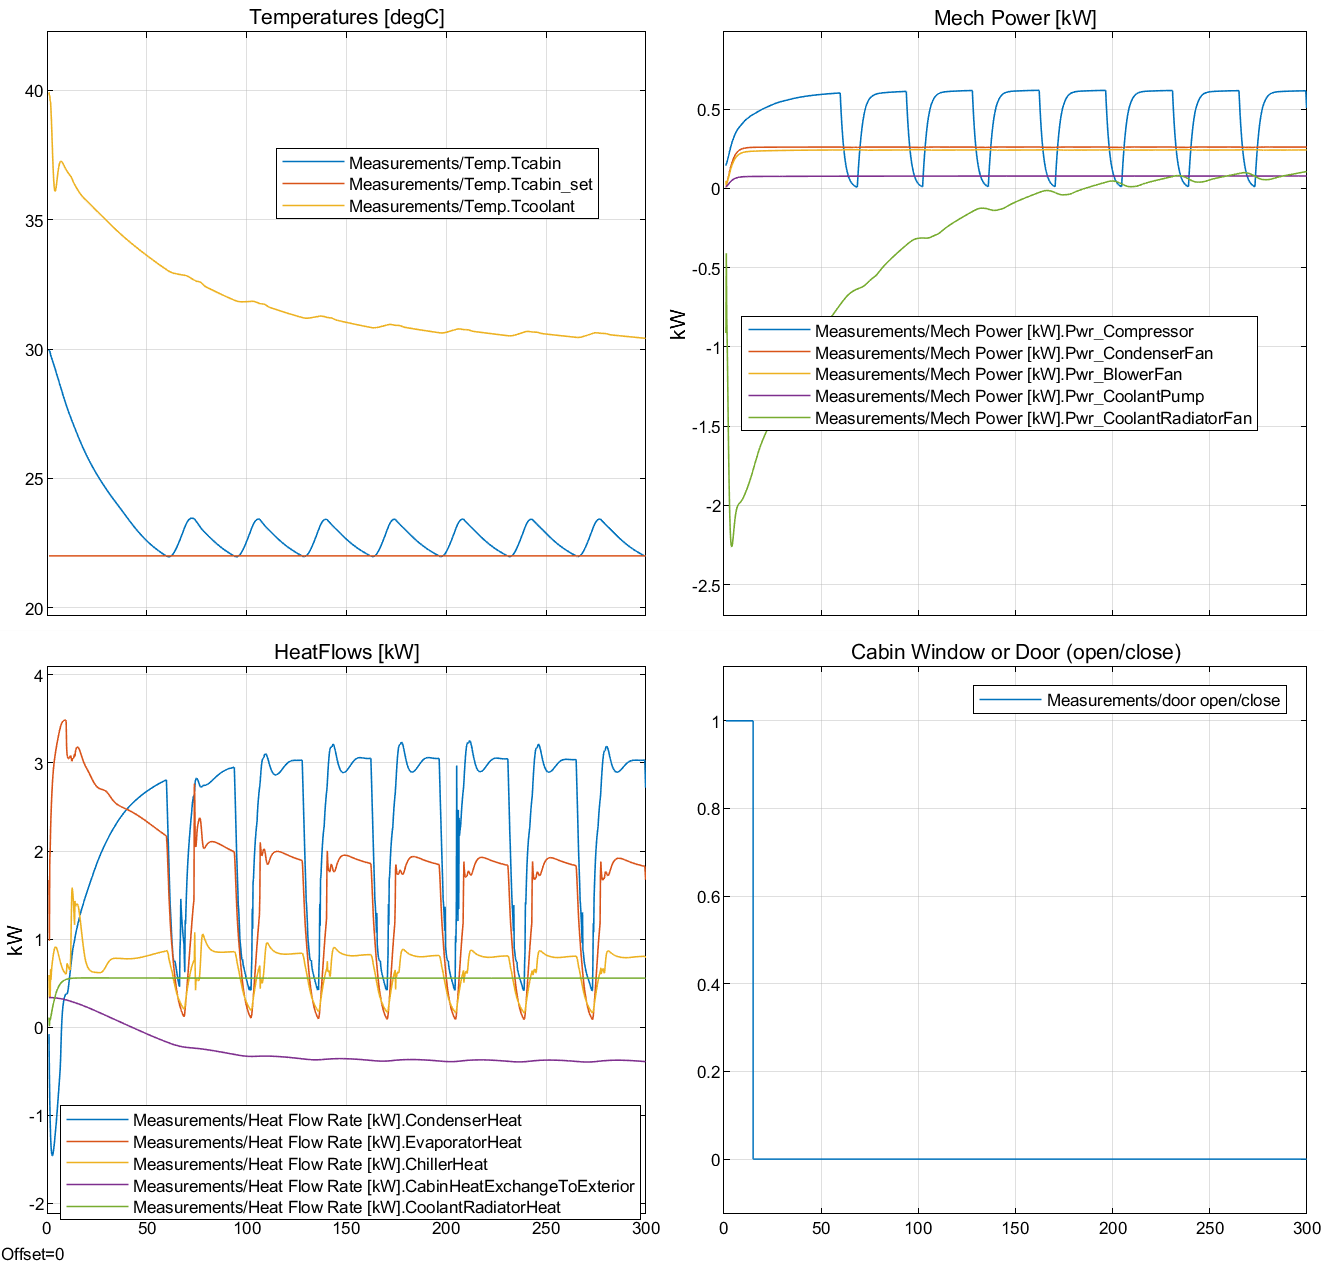 Temperatures [degC]
40
35
30
25
20
Measurements/Temp.Tcabin
Measurements/Temp.Tcabin_set
Measurements/Temp.Tcoolant
Mech Power [kW]
kW
0.5
0
-0.5
-1
-1.5
-2
-2.5
Measurements/Mech Power [kW].Pwr_Compressor
Measurements/Mech Power [kW].Pwr_CondenserFan
Measurements/Mech Power [kW].Pwr_BlowerFan
Measurements/Mech Power [kW].Pwr_CoolantPump
Measurements/Mech Power [kW].Pwr_CoolantRadiatorFan
HeatFlows [kW]
kW
4
3
2
1
0
-1
-2
Measurements/Heat Flow Rate [kW].CondenserHeat
Measurements/Heat Flow Rate [kW].EvaporatorHeat
Measurements/Heat Flow Rate [kW].ChillerHeat
Measurements/Heat Flow Rate [kW].CabinHeatExchangeToExterior
Measurements/Heat Flow Rate [kW].CoolantRadiatorHeat
0 50 100 150 200 250 300
Offset=0
Cabin Window or Door (open/close)
Measurements/door open/close
1
0.8
0.6
0.4
0.2
0
0 50 100 150 200 250 300